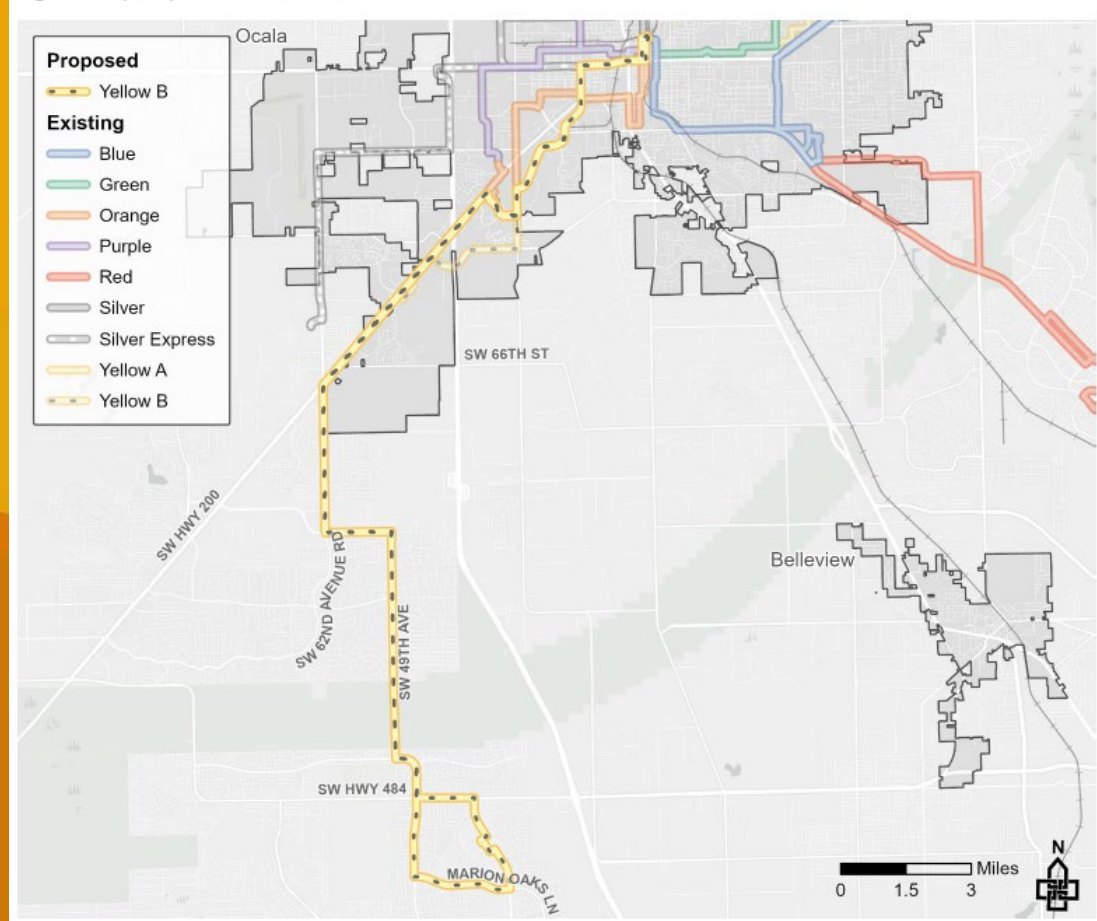 Ocala
Proposed
Yellow B
Existing
Blue
Green
Orange
Purple
Red
Silver
Silver Express
Yellow A
Yellow B
SW 66TH ST
SW HWY 200
SW 62ND AVENUE RD
SW 49TH AVE
Belleview
SW HWY 484
MARION OAKS LN
N
Miles
0 1.5 3